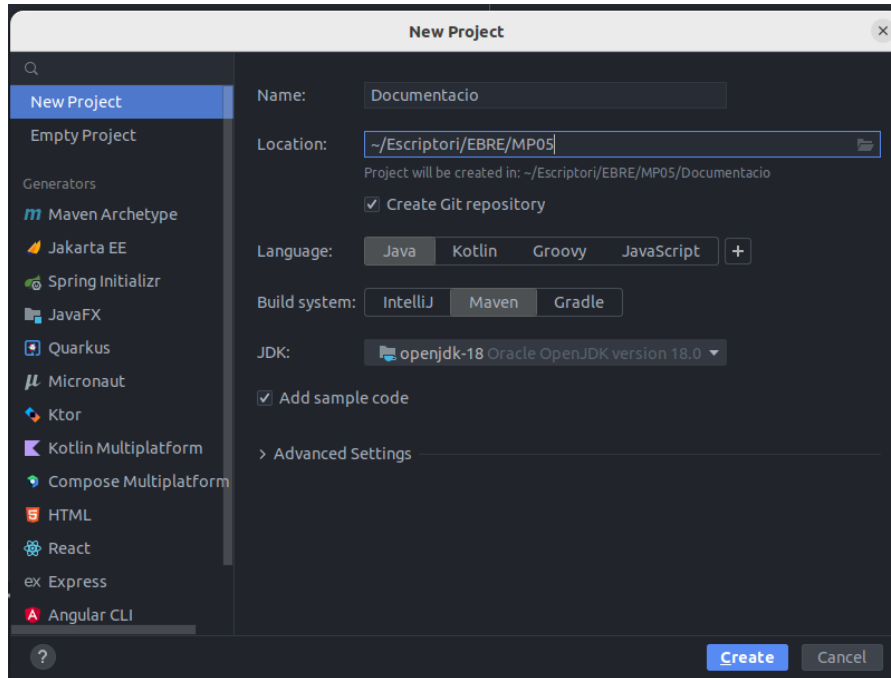 New Project
New Project
Empty Project
Generators
Maven Archetype
Jakarta EE
Spring Initializr
JavaFX
Quarkus
Micronaut
Ktor
Kotlin Multiplatform
Compose Multiplatform
HTML
React
ex Express
Angular CLI
Name: Documentacio
Location: ~/Escriptori/EBRE/MP05
Project will be created in: ~/Escriptori/EBRE/MP05/Documentacio
Create Git repository
Language: Java Kotlin Groovy JavaScript +
Build system: IntelliJ Maven Gradle
JDK: openjdk-18 Oracle OpenJDK version 18.0
Add sample code
Advanced Settings
? Create Cancel